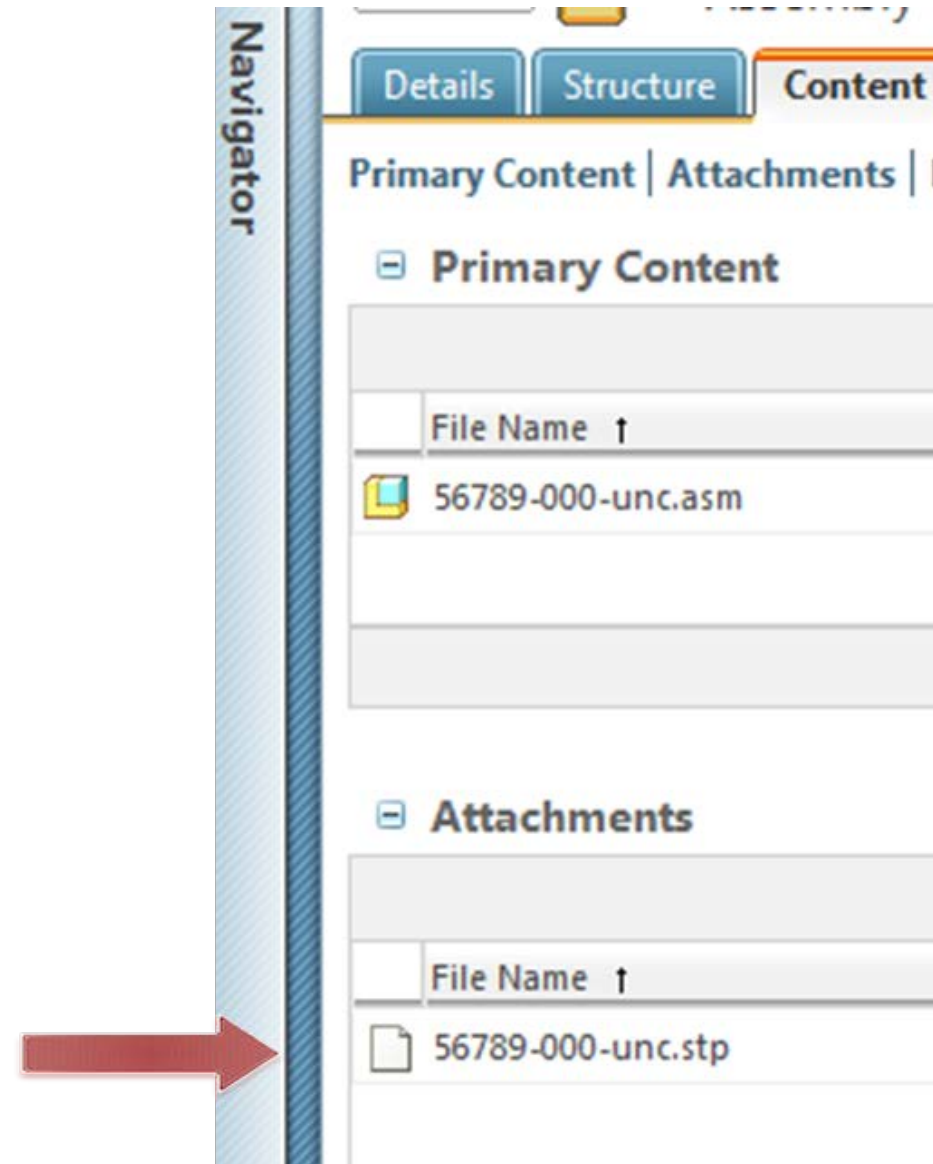 Navigator
Details Structure Content
Primary Content | Attachments |
Primary Content
File Name ↑
56789-000-unc.asm
Attachments
File Name ↑
56789-000-unc.stp